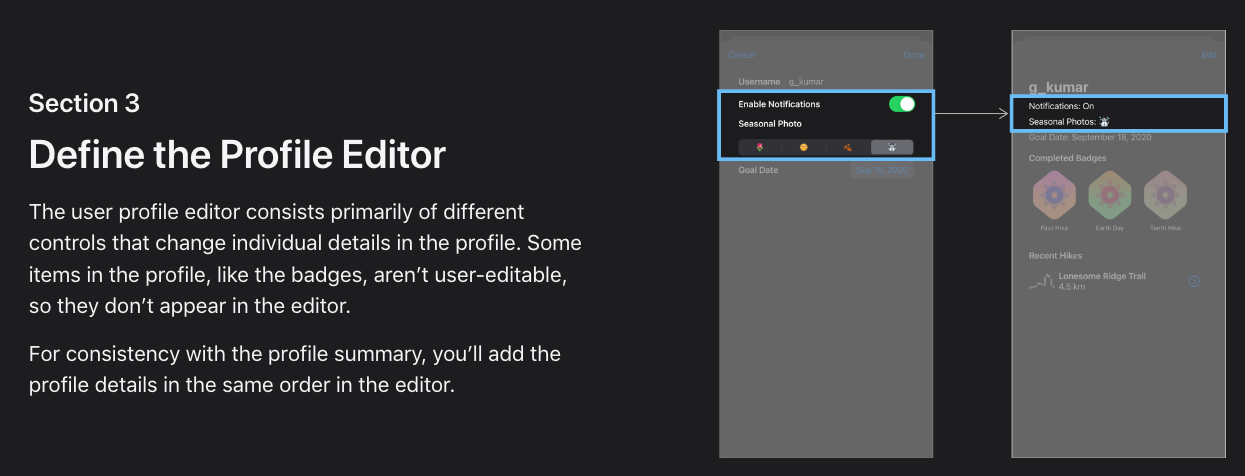 Section 3
Define the Profile Editor
The user profile editor consists primarily of different
controls that change individual details in the profile. Some
items in the profile, like the badges, aren’t user-editable,
so they don’t appear in the editor.
For consistency with the profile summary, you’ll add the
profile details in the same order in the editor.
Cancel
Done
Username g_kumar
Enable Notifications
Seasonal Photo
Goal Date
Sep 18, 2020
Edit
g_kumar
Notifications: On
Seasonal Photos: ☃️
Goal Date: September 18, 2020
Completed Badges
First Hike
Earth Day
Tenth Hike
Recent Hikes
Lonesome Ridge Trail
4.5 km